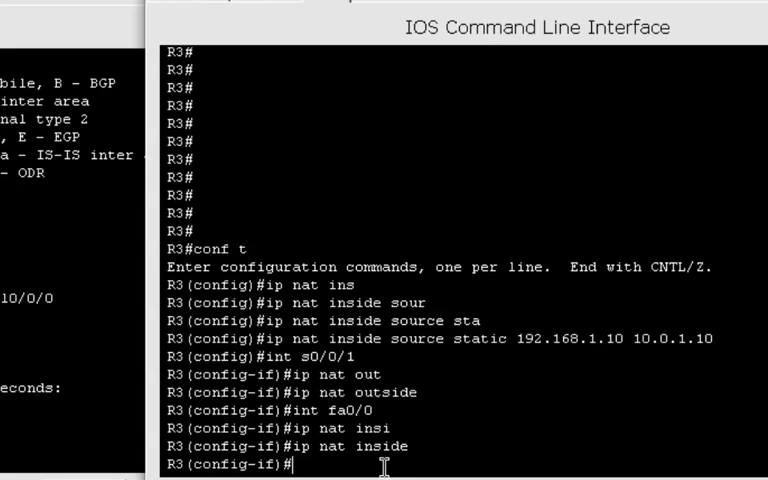 IOS Command Line Interface
bile, B - BGP
inter area
nal type 2
, E - EGP
a - IS-IS inter
- ODR
10/0/0
econds:
R3#
R3#
R3#
R3#
R3#
R3#
R3#
R3#
R3#
R3#
R3#
R3#conf t
Enter configuration commands, one per line.  End with CNTL/Z.
R3(config)#ip nat ins
R3(config)#ip nat inside sour
R3(config)#ip nat inside source sta
R3(config)#ip nat inside source static 192.168.1.10 10.0.1.10
R3(config)#int s0/0/1
R3(config-if)#ip nat out
R3(config-if)#ip nat outside
R3(config-if)#int fa0/0
R3(config-if)#ip nat insi
R3(config-if)#ip nat inside
R3(config-if)#